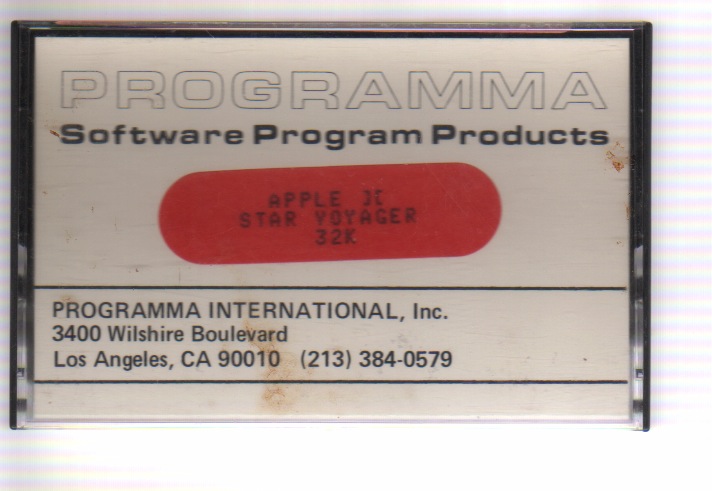 PROGRAMMA
Software Program Products
APPLE ][
STAR VOYAGER
32K
PROGRAMMA INTERNATIONAL, Inc.
3400 Wilshire Boulevard
Los Angeles, CA 90010 (213) 384-0579